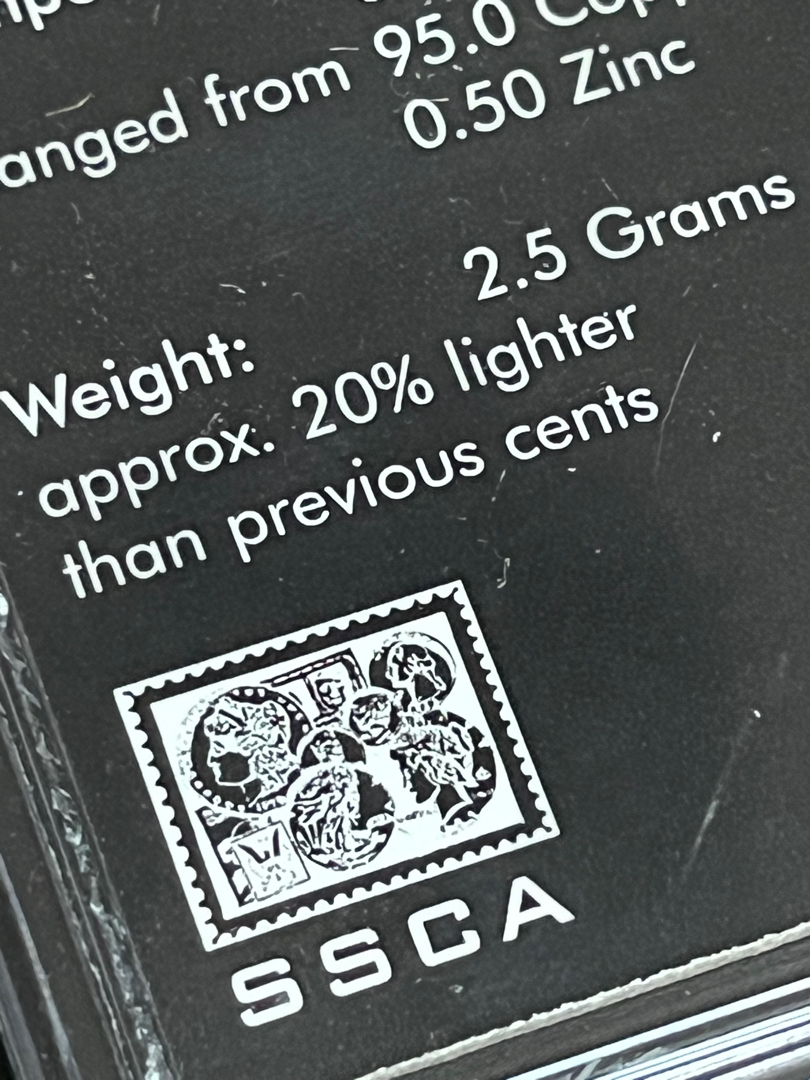 anged from 95.0
0.50 Zinc
2.5 Grams
Weight:
approx. 20% lighter
than previous cents
SSCA